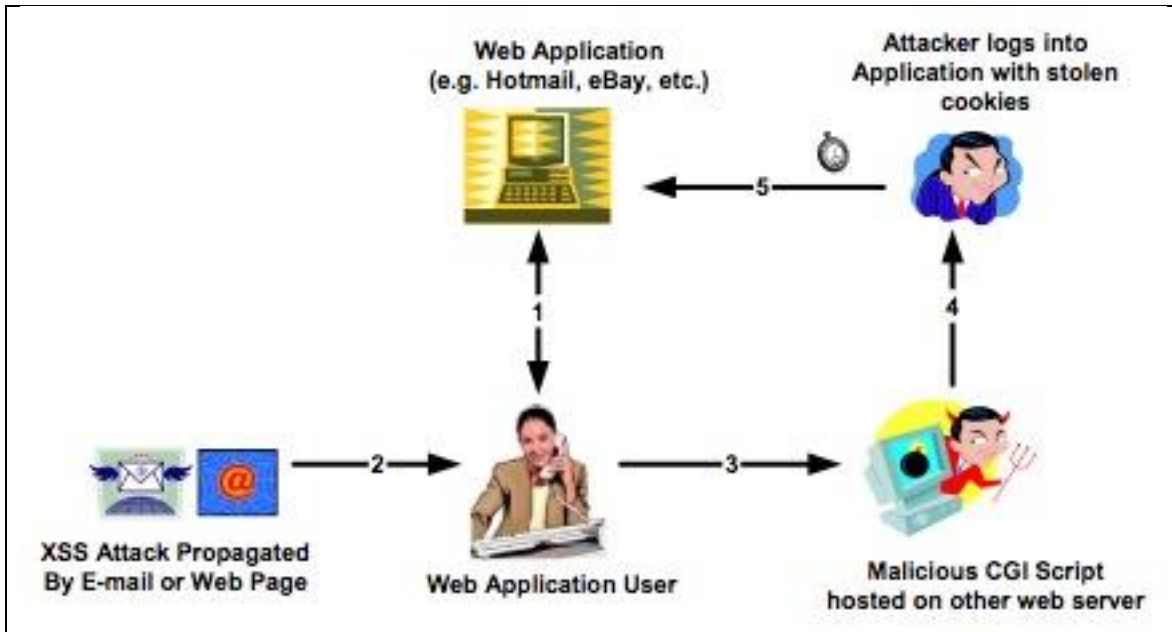 Web Application
(e.g. Hotmail, eBay, etc.)
Attacker logs into
Application with stolen
cookies
5
1
4
2
3
@
XSS Attack Propagated
By E-mail or Web Page
Web Application User
Malicious CGI Script
hosted on other web server